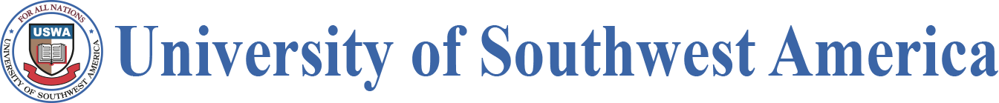 FOR ALL NATIONS
USWA
UNIVERSITY OF SOUTHWEST AMERICA
University of Southwest America